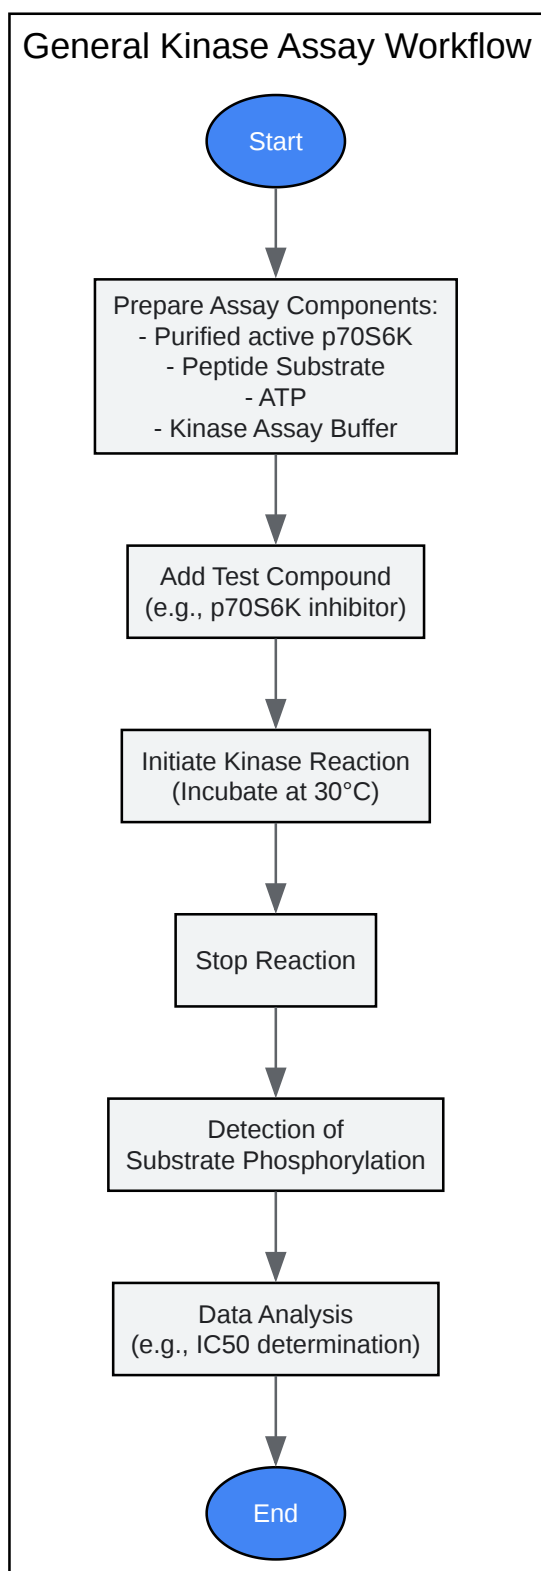 General Kinase Assay Workflow
Start
Prepare Assay Components:
- Purified active p70S6K
- Peptide Substrate
- ATP
- Kinase Assay Buffer
Add Test Compound
(e.g., p70S6K inhibitor)
Initiate Kinase Reaction
(Incubate at 30°C)
Stop Reaction
Detection of
Substrate Phosphorylation
Data Analysis
(e.g., IC50 determination)
End